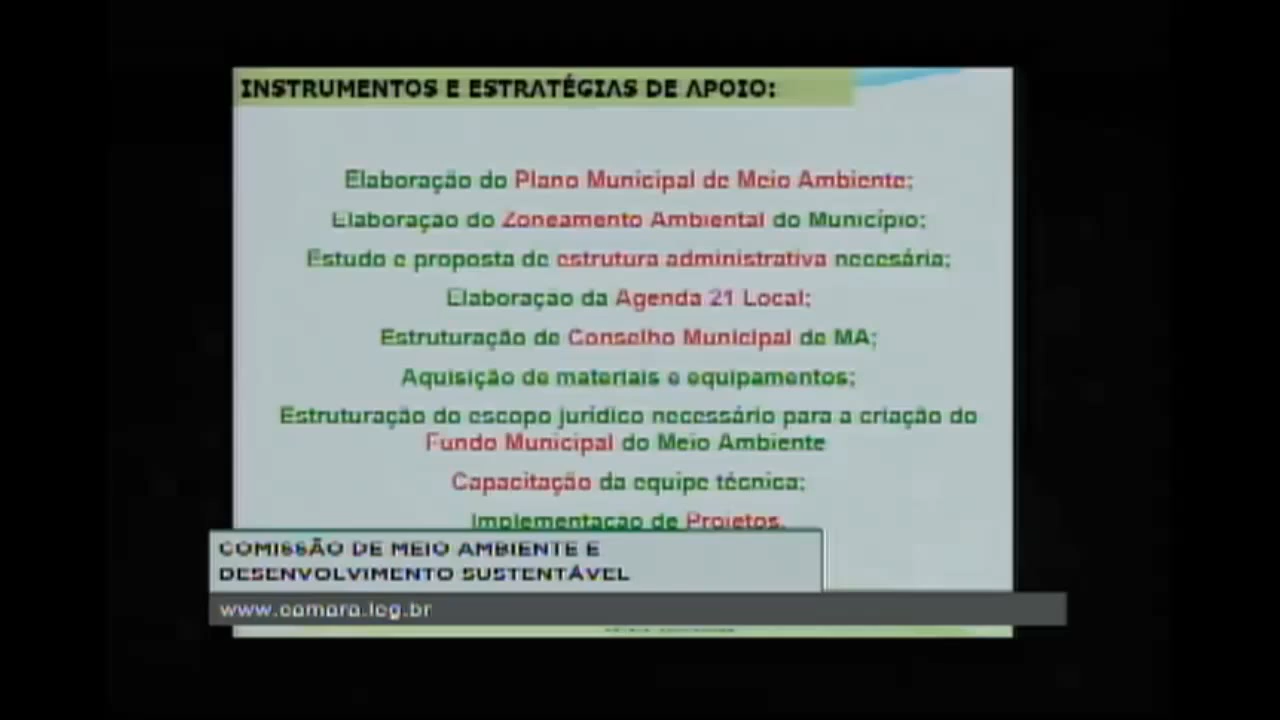 INSTRUMENTOS E ESTRATÉGIAS DE APOIO:
Elaboração do Plano Municipal de Meio Ambiente;
Elaboração do Zoneamento Ambiental do Município;
Estudo e proposta de estrutura administrativa necesária;
Elaboração da Agenda 21 Local;
Estruturação de Conselho Municipal de MA;
Aquisição de materiais e equipamentos;
Estruturação do escopo jurídico necessário para a criação do
Fundo Municipal do Meio Ambiente
Capacitação da equipe técnica;
Implementação de Projetos.
COMISSÃO DE MEIO AMBIENTE E
DESENVOLVIMENTO SUSTENTÁVEL
www.camara.leg.br